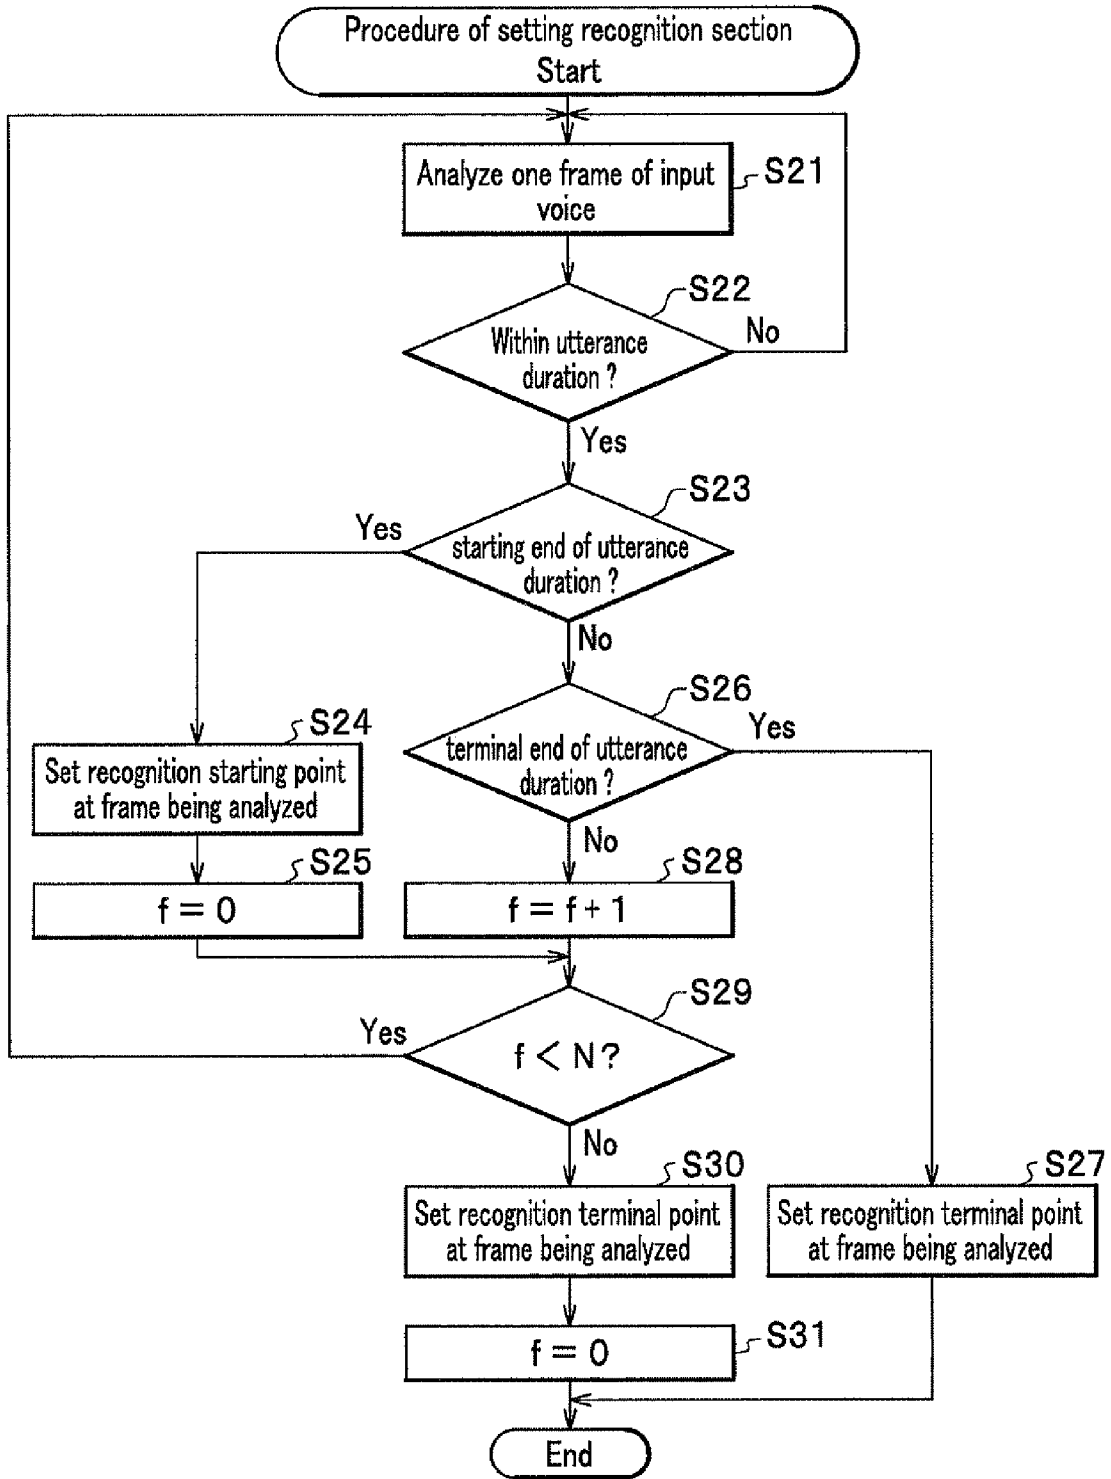 Procedure of setting recognition section
Start
Analyze one frame of input
voice
S21
S22
Within utterance
duration ?
No
Yes
S23
starting end of utterance
duration ?
Yes
No
S26
terminal end of utterance
duration ?
Yes
No
S24
Set recognition starting point
at frame being analyzed
S25
f = 0
S28
f = f + 1
S29
f < N ?
Yes
No
S30
Set recognition terminal point
at frame being analyzed
S27
Set recognition terminal point
at frame being analyzed
S31
f = 0
End